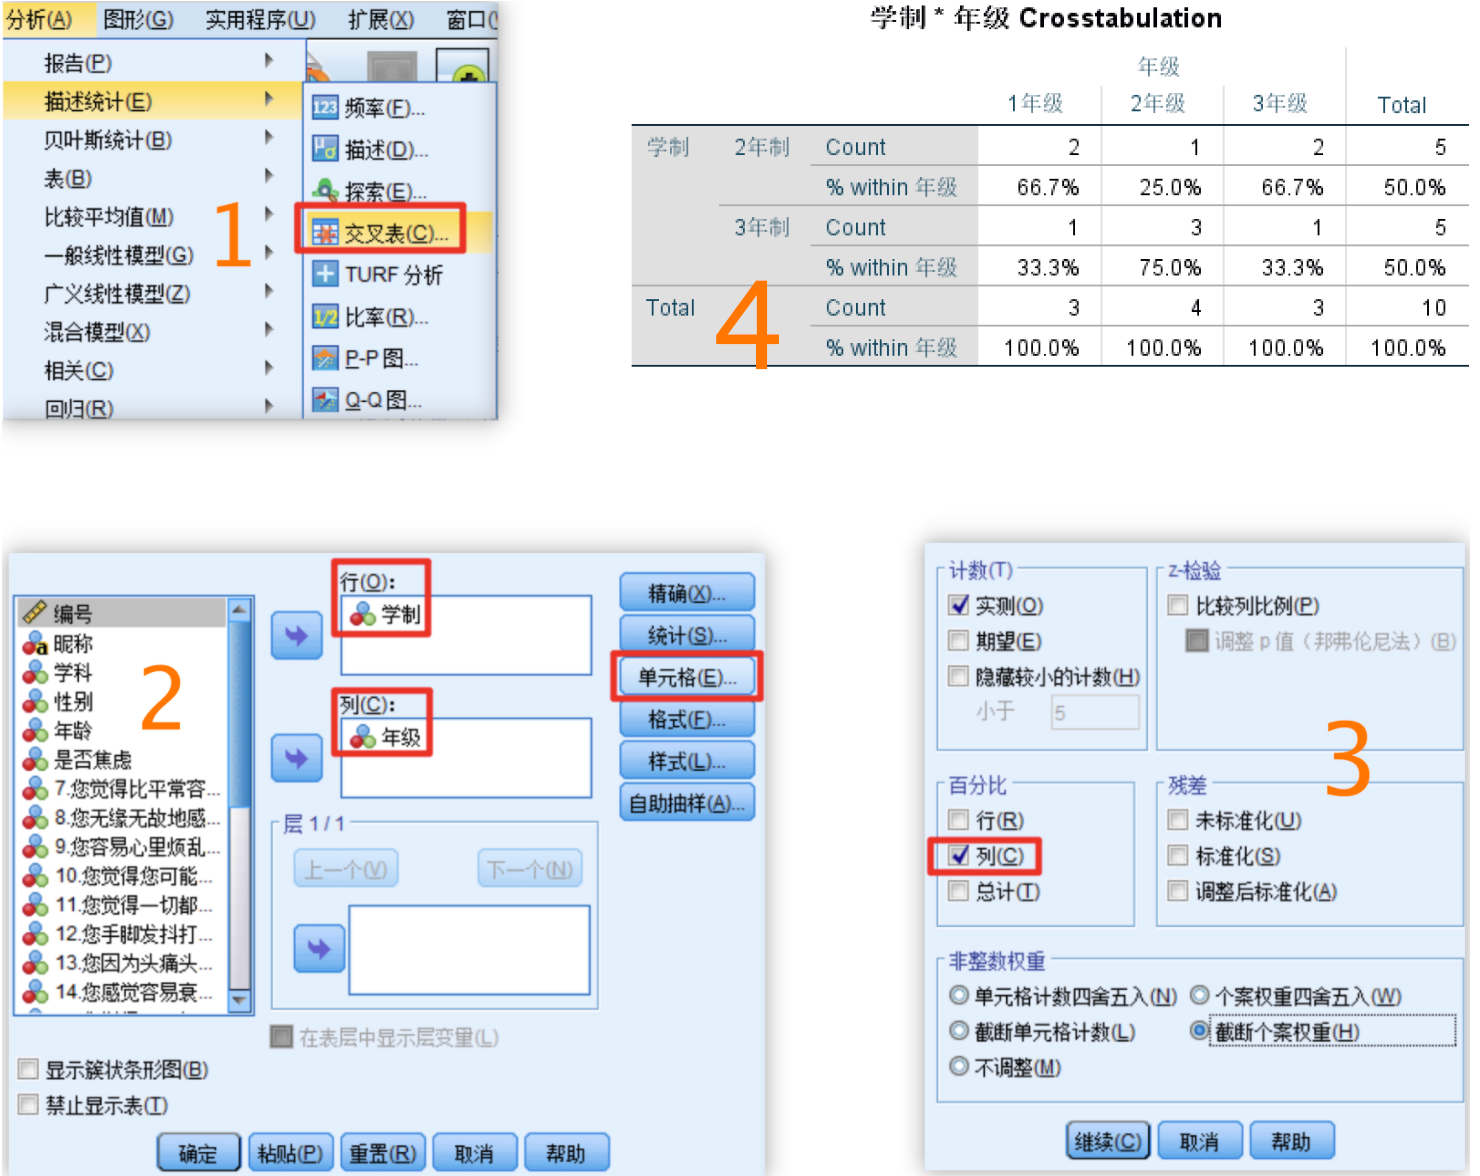 分析(A) 图形(G) 实用程序(U) 扩展(X) 窗口(
报告(P)
描述统计(E)
贝叶斯统计(B)
表(B)
比较平均值(M)
一般线性模型(G)
广义线性模型(Z)
混合模型(X)
相关(C)
回归(R)
1
123 频率(F)...
描述(D)...
探索(E)...
交叉表(C)...
TURF 分析
1/2 比率(R)...
P-P 图...
Q-Q 图...
学制 * 年级 Crosstabulation
年级
1年级 2年级 3年级 Total
学制 2年制 Count 2 1 2 5
% within 年级 66.7% 25.0% 66.7% 50.0%
3年制 Count 1 3 1 5
% within 年级 33.3% 75.0% 33.3% 50.0%
Total Count 3 4 3 10
% within 年级 100.0% 100.0% 100.0% 100.0%
4
编号
a 昵称
学科
性别
年龄
是否焦虑
7.您觉得比平常容...
8.您无缘无故地感...
9.您容易心里烦乱...
10.您觉得您可能...
11.您觉得一切都...
12.您手脚发抖打...
13.您因为头痛头...
14.您感觉容易衰...
2
行(O):
学制
列(C):
年级
层 1/1
上一个(V) 下一个(N)
精确(X)...
统计(S)...
单元格(E)...
格式(F)...
样式(L)...
自助抽样(A)...
在表层中显示层变量(L)
显示簇状条形图(B)
禁止显示表(T)
确定 粘贴(P) 重置(R) 取消 帮助
计数(T)
实测(O)
期望(E)
隐藏较小的计数(H)
小于 5
z-检验
比较列比例(P)
调整 p 值（邦弗伦尼法）(B)
3
百分比
行(R)
列(C)
总计(T)
残差
未标准化(U)
标准化(S)
调整后标准化(A)
非整数权重
单元格计数四舍五入(N) 个案权重四舍五入(W)
截断单元格计数(L) 截断个案权重(H)
不调整(M)
继续(C) 取消 帮助